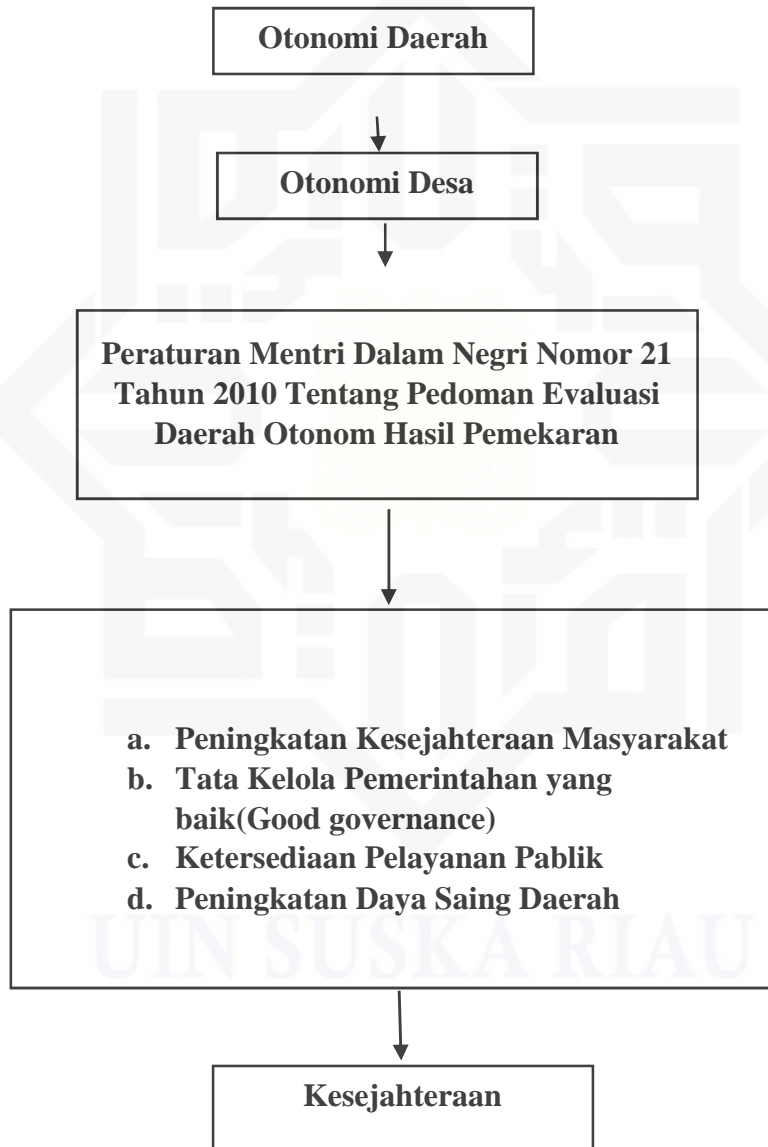 Otonomi Daerah
Otonomi Desa
Peraturan Mentri Dalam Negri Nomor 21
Tahun 2010 Tentang Pedoman Evaluasi
Daerah Otonom Hasil Pemekaran
a. Peningkatan Kesejahteraan Masyarakat
b. Tata Kelola Pemerintahan yang
baik(Good governance)
c. Ketersediaan Pelayanan Pablik
d. Peningkatan Daya Saing Daerah
UIN SUSKA RIAU
Kesejahteraan